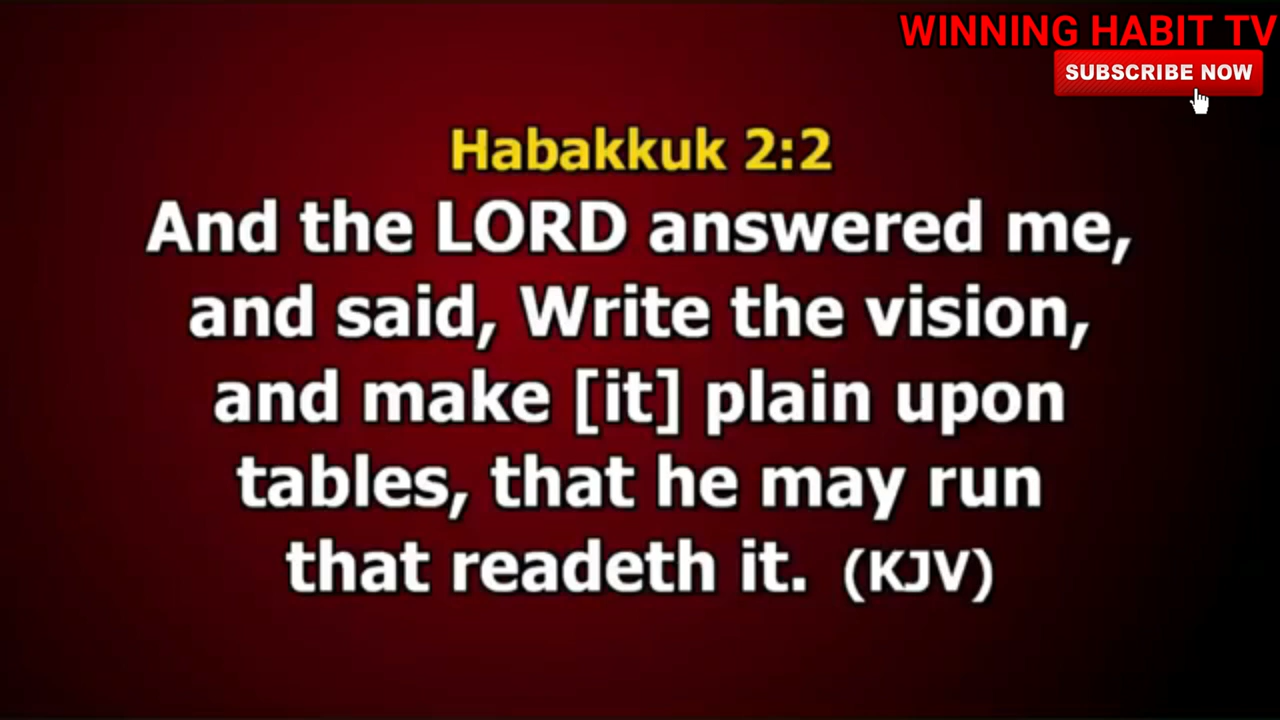 WINNING HABIT TV
SUBSCRIBE NOW
Habakkuk 2:2
And the LORD answered me,
and said, Write the vision,
and make [it] plain upon
tables, that he may run
that readeth it. (KJV)